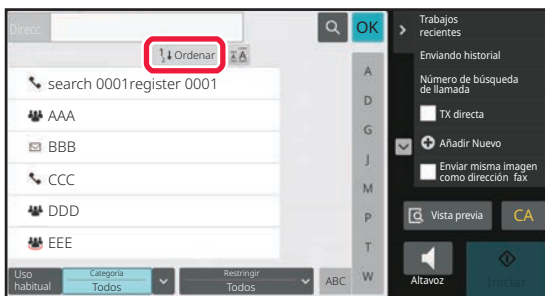 Direcc
OK
1 2 Ordenar
A A
search 0001register 0001
AAA
BBB
CCC
DDD
EEE
A
D
G
J
M
P
T
W
Uso
habitual
Categoría
Todos
Restringir
Todos
ABC
Trabajos
recientes
Enviando historial
Número de búsqueda
de llamada
TX directa
Añadir Nuevo
Enviar misma imagen
como dirección fax
Vista previa
CA
Altavoz
Iniciar